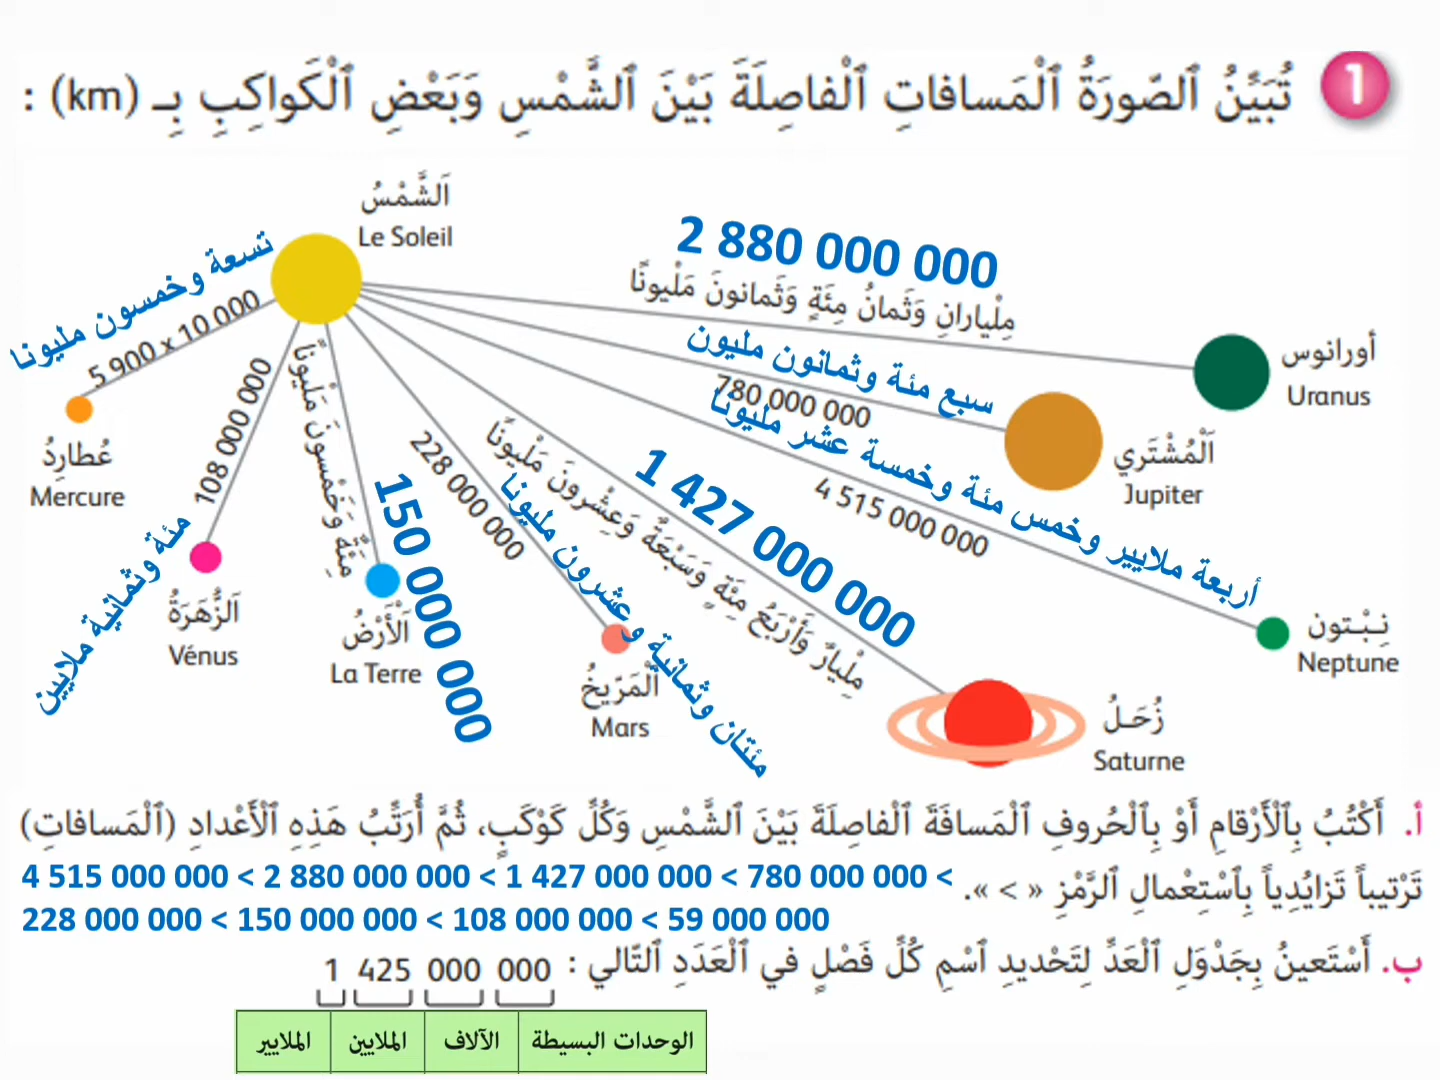 1 تُبَيِّنُ ٱلصّورَةُ ٱلْمَسافاتِ ٱلْفاصِلَةَ بَيْنَ ٱلشَّمْسِ وَبَعْضِ ٱلْكَواكِبِ بِـ (km) :
اَلشَّمْسُ
Le Soleil
2 880 000 000
مِلْيارانِ وَثَمانُ مِئَةٍ وَثَمانونَ مَلْيونًا
أورانوس
Uranus
سبع مئة وثمانون مليون
780 000 000
اَلْمُشْتَري
Jupiter
أربعة ملايير وخمس مئة وخمسة عشر مليونا
4 515 000 000
نِـبْـتون
Neptune
1 427 000 000
مِلْيارٌ وَأَرْبَعُ مِئَةٍ وَسَبْعَةٌ وَعِشْرونَ مَلْيونًا
زُحَـلُ
Saturne
228 000 000
مئتان وثمانية وعشرون مليونا
اَلْمَرّيخُ
Mars
مِئَةٌ وَخَمْسونَ مَلْيونًا
150 000 000
اَلْأَرْضُ
La Terre
108 000 000
مئة وثمانية ملايين
اَلزُّهَرَةُ
Vénus
تسعة وخمسون مليونا
5 900 x 10 000
عُطارِدُ
Mercure
أ. أَكْتُبُ بِٱلْأَرْقامِ أَوْ بِٱلْحُروفِ ٱلْمَسافَةَ ٱلْفاصِلَةَ بَيْنَ ٱلشَّمْسِ وَكُلِّ كَوْكَبٍ، ثُمَّ أُرَتِّبُ هَذِهِ ٱلْأَعْدادِ (ٱلْمَسافاتِ)
تَرْتيباً تَزايُدِياً بِٱسْتِعْمالِ ٱلرَّمْزِ « < ».
4 515 000 000 < 2 880 000 000 < 1 427 000 000 < 780 000 000 <
228 000 000 < 150 000 000 < 108 000 000 < 59 000 000
ب. أَسْتَعينُ بِجَدْوَلِ ٱلْعَدِّ لِتَحْديدِ ٱسْمِ كُلِّ فَصْلٍ في ٱلْعَدَدِ ٱلتّالي : 1 425 000 000
الوحدات البسيطة الآلاف الملايين الملايير